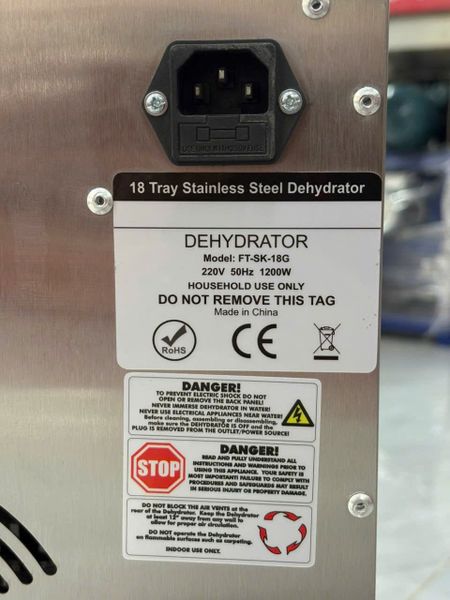 18 Tray Stainless Steel Dehydrator
DEHYDRATOR
Model: FT-SK-18G
220V 50Hz 1200W
HOUSEHOLD USE ONLY
DO NOT REMOVE THIS TAG
Made in China
RoHS
CE
DANGER!
TO PREVENT ELECTRIC SHOCK DO NOT
OPEN OR REMOVE THE BACK PANEL!
NEVER IMMERSE DEHYDRATOR IN WATER!
NEVER USE ELECTRICAL APPLIANCES NEAR WATER!
Before cleaning, assembling or disassembling,
make sure the DEHYDRATOR IS OFF and the
PLUG IS REMOVED FROM THE OUTLET/POWER SOURCE!
STOP
DANGER!
READ AND FULLY UNDERSTAND ALL
INSTRUCTIONS AND WARNINGS PRIOR TO
USING THIS APPLIANCE. YOUR SAFETY IS
MOST IMPORTANT! FAILURE TO COMPLY WITH
PROCEDURES AND SAFEGUARDS MAY RESULT
IN SERIOUS INJURY OR PROPERTY DAMAGE.
DO NOT BLOCK THE AIR VENTS at the
rear of the Dehydrator. Keep the Dehydrator
at least 12" away from any wall to
allow for proper air circulation.
DO NOT operate the Dehydrator
on flammable surfaces such as carpeting.
INDOOR USE ONLY.